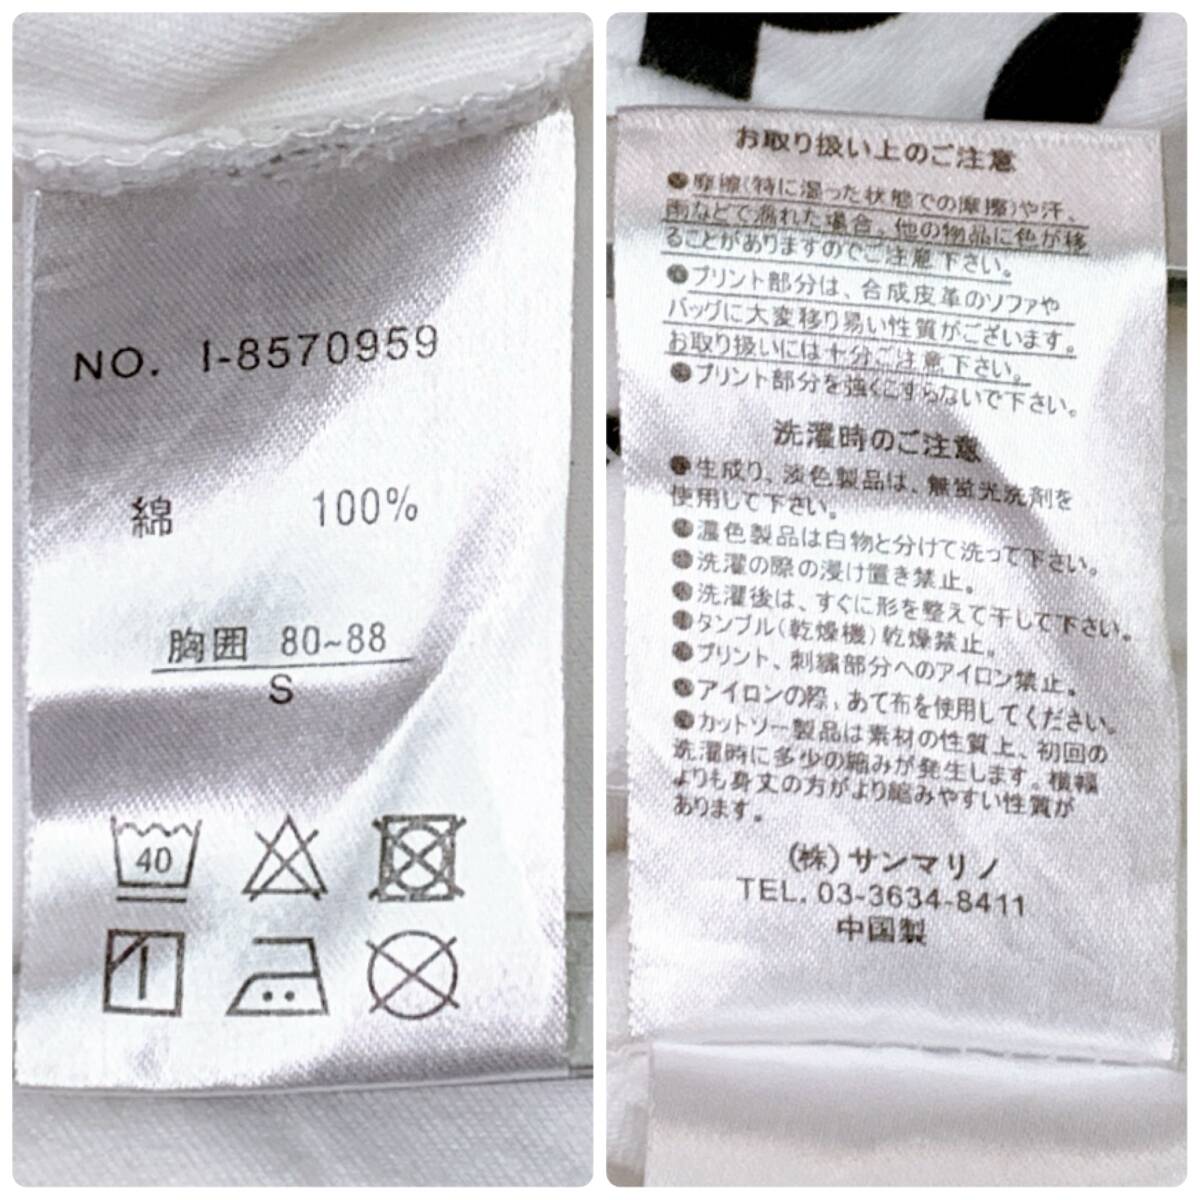 NO. I-8570959
綿 100%
胸囲 80~88
S
40
お取り扱い上のご注意
●摩擦(特に湿った状態での摩擦)や汗、
雨などで濡れた場合、他の物品に色が移
ることがありますのでご注意下さい。
●プリント部分は、合成皮革のソファや
バッグに大変移り易い性質がございます。
お取り扱いには十分ご注意下さい。
●プリント部分を強くこすらないで下さい。
洗濯時のご注意
●生成り、淡色製品は、無蛍光洗剤を
使用して下さい。
●濃色製品は白物と分けて洗って下さい。
●洗濯の際の浸け置き禁止。
●洗濯後は、すぐに形を整えて干して下さい。
●タンブル(乾燥機)乾燥禁止。
●プリント、刺繍部分へのアイロン禁止。
●アイロンの際、あて布を使用してください。
●カットソー製品は素材の性質上、初回の
洗濯時に多少の縮みが発生します。横幅
よりも身丈の方がより縮みやすい性質が
あります。
(株)サンマリノ
TEL. 03-3634-8411
中国製